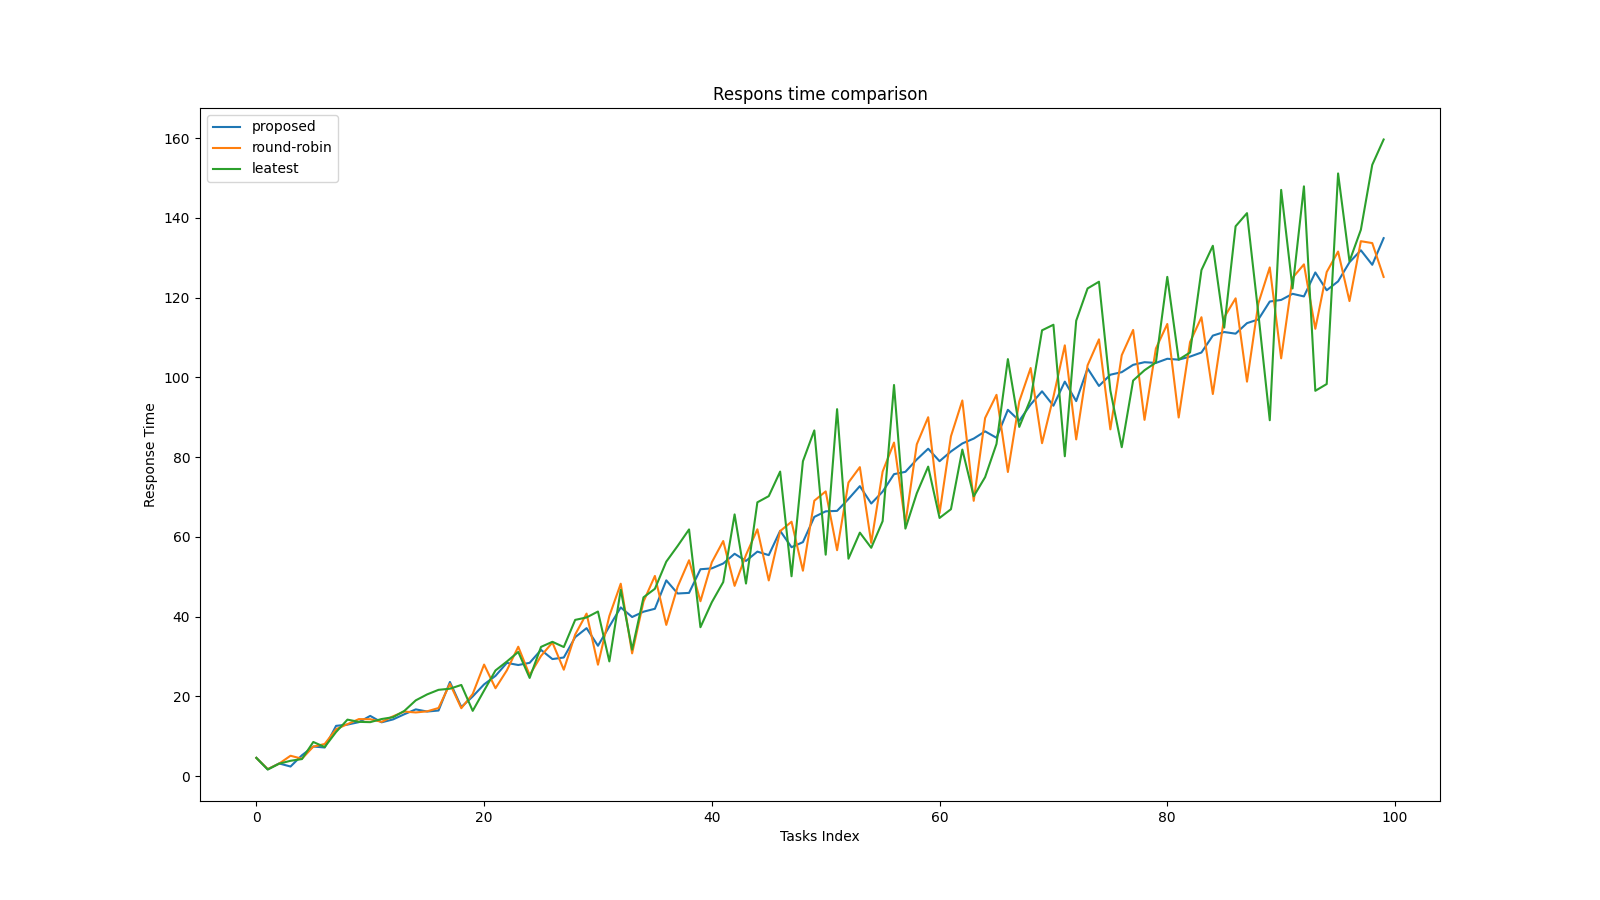 Respons time comparison
proposed
round-robin
leatest
160
140
120
100
80
60
40
20
0
Response Time
0 20 40 60 80 100
Tasks Index